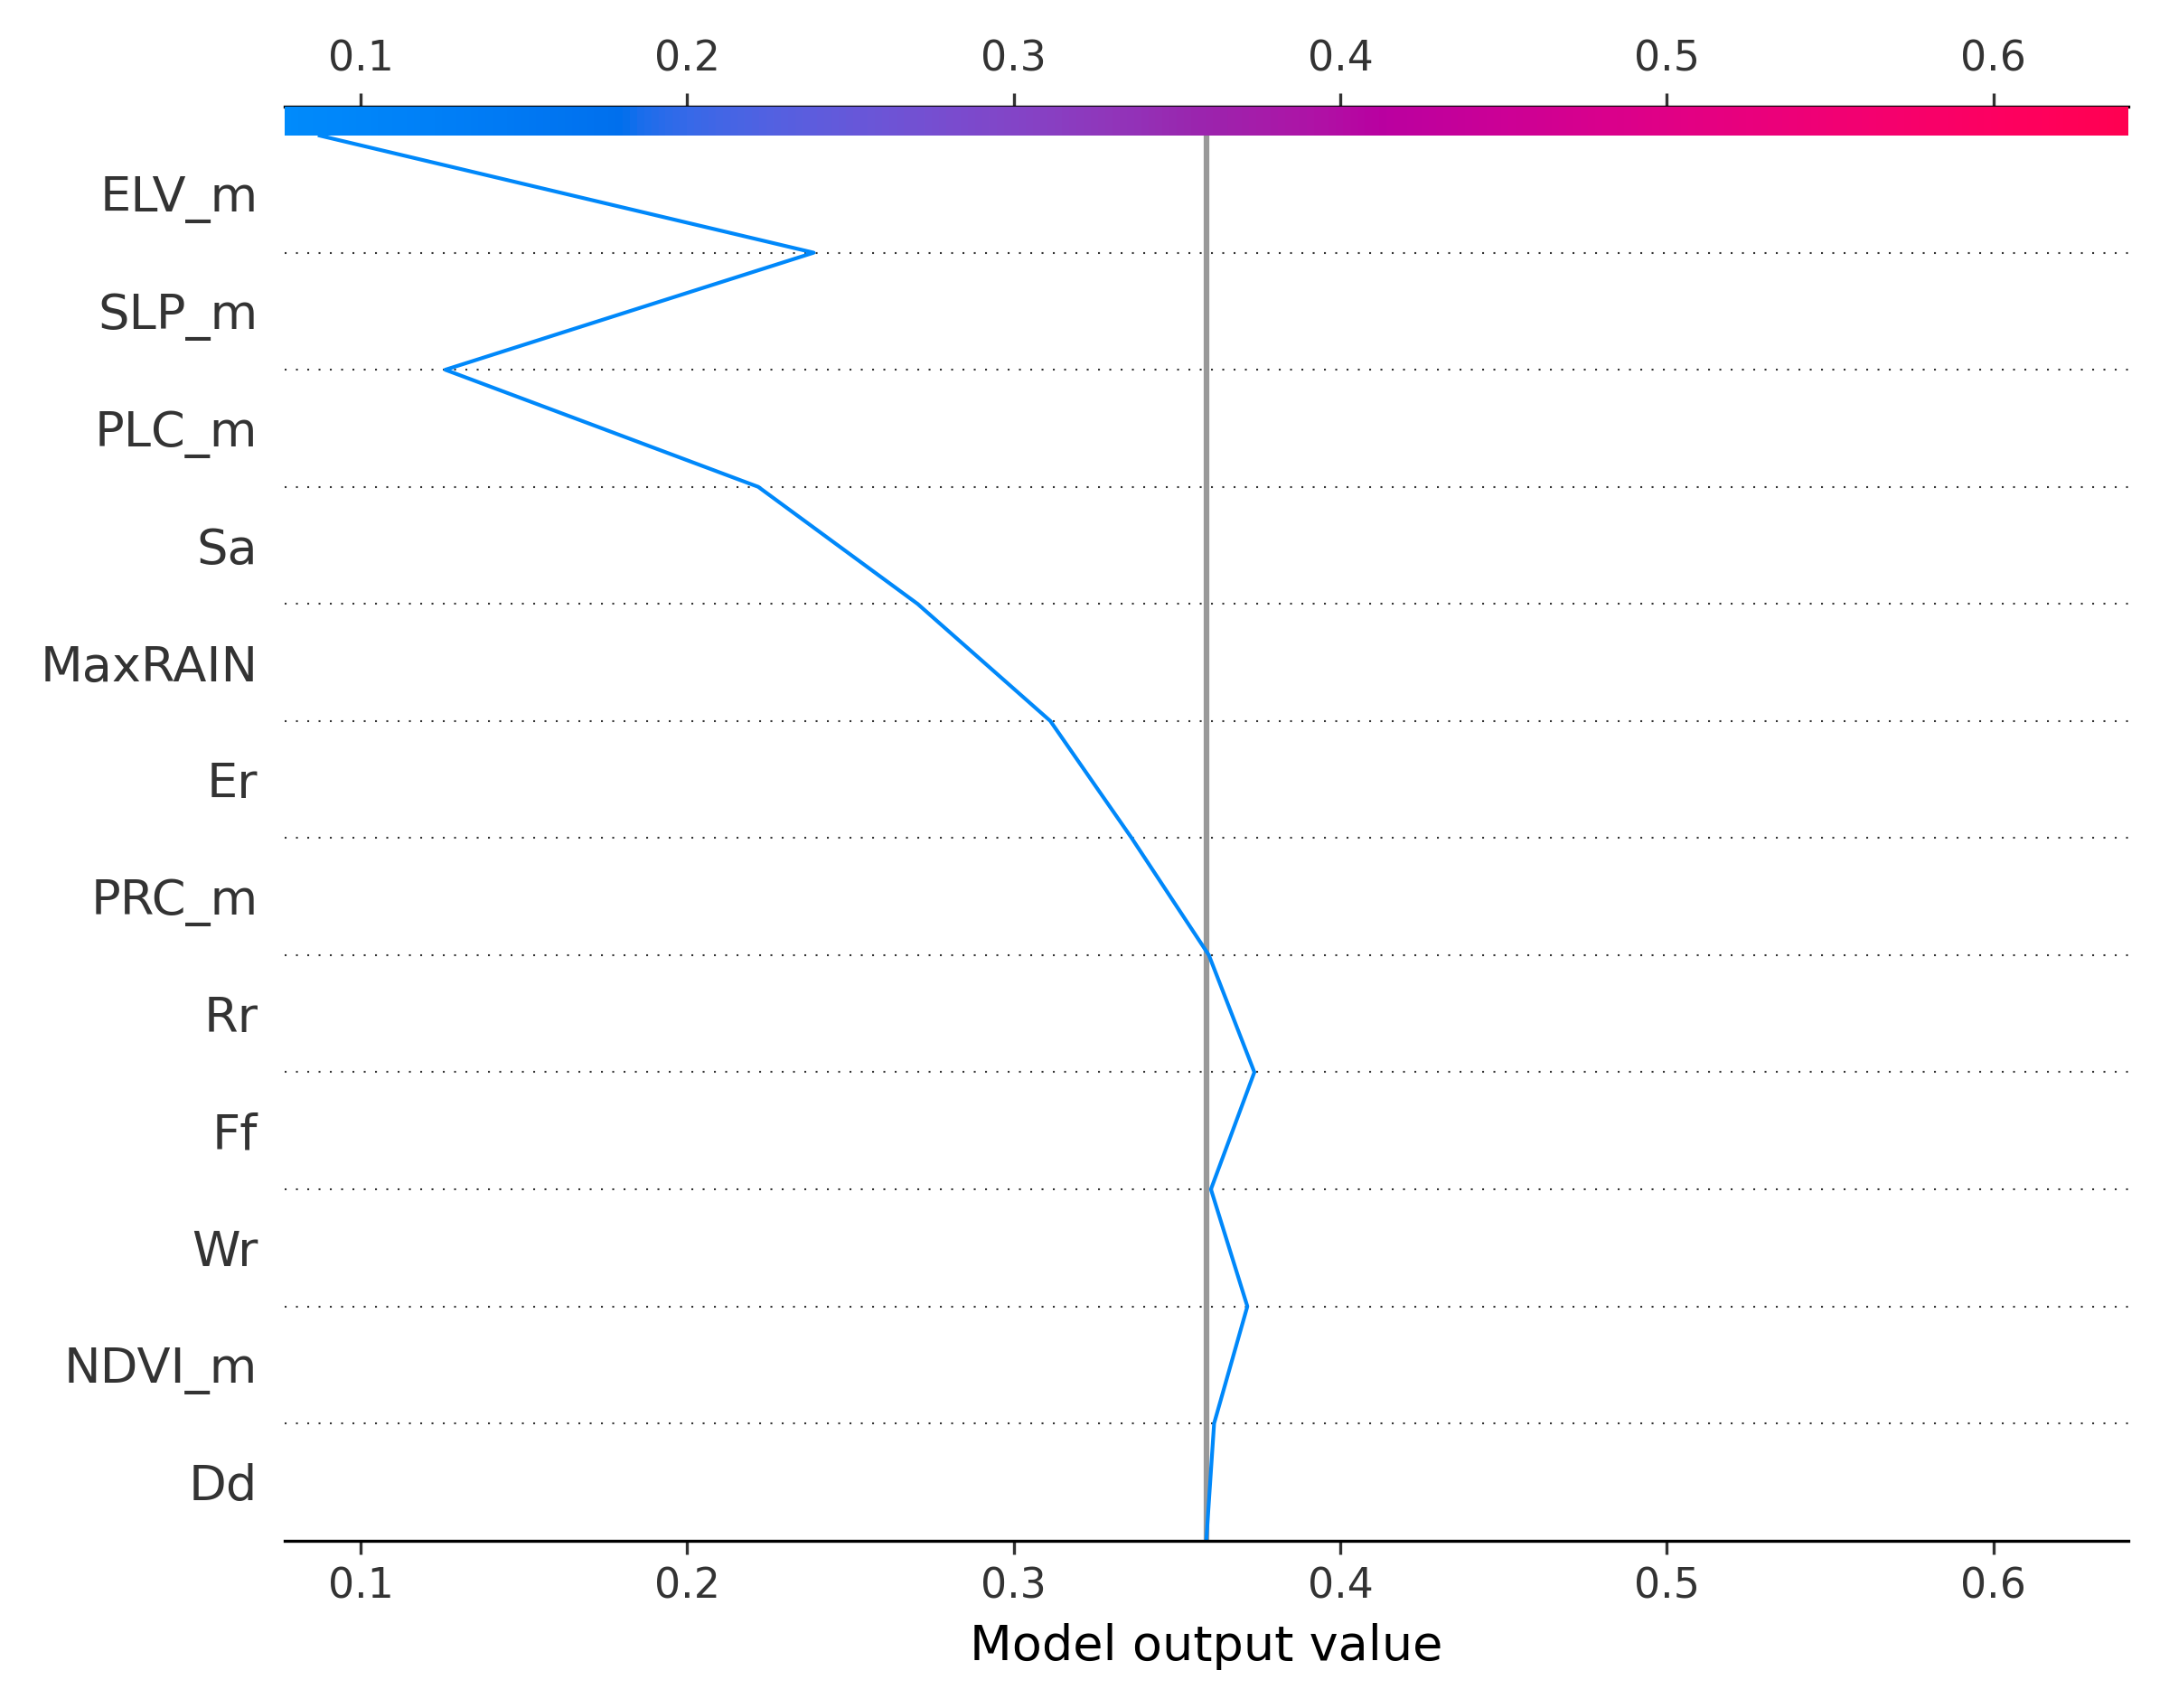 0.1 0.2 0.3 0.4 0.5 0.6
ELV_m
SLP_m
PLC_m
Sa
MaxRAIN
Er
PRC_m
Rr
Ff
Wr
NDVI_m
Dd
0.1 0.2 0.3 0.4 0.5 0.6
Model output value